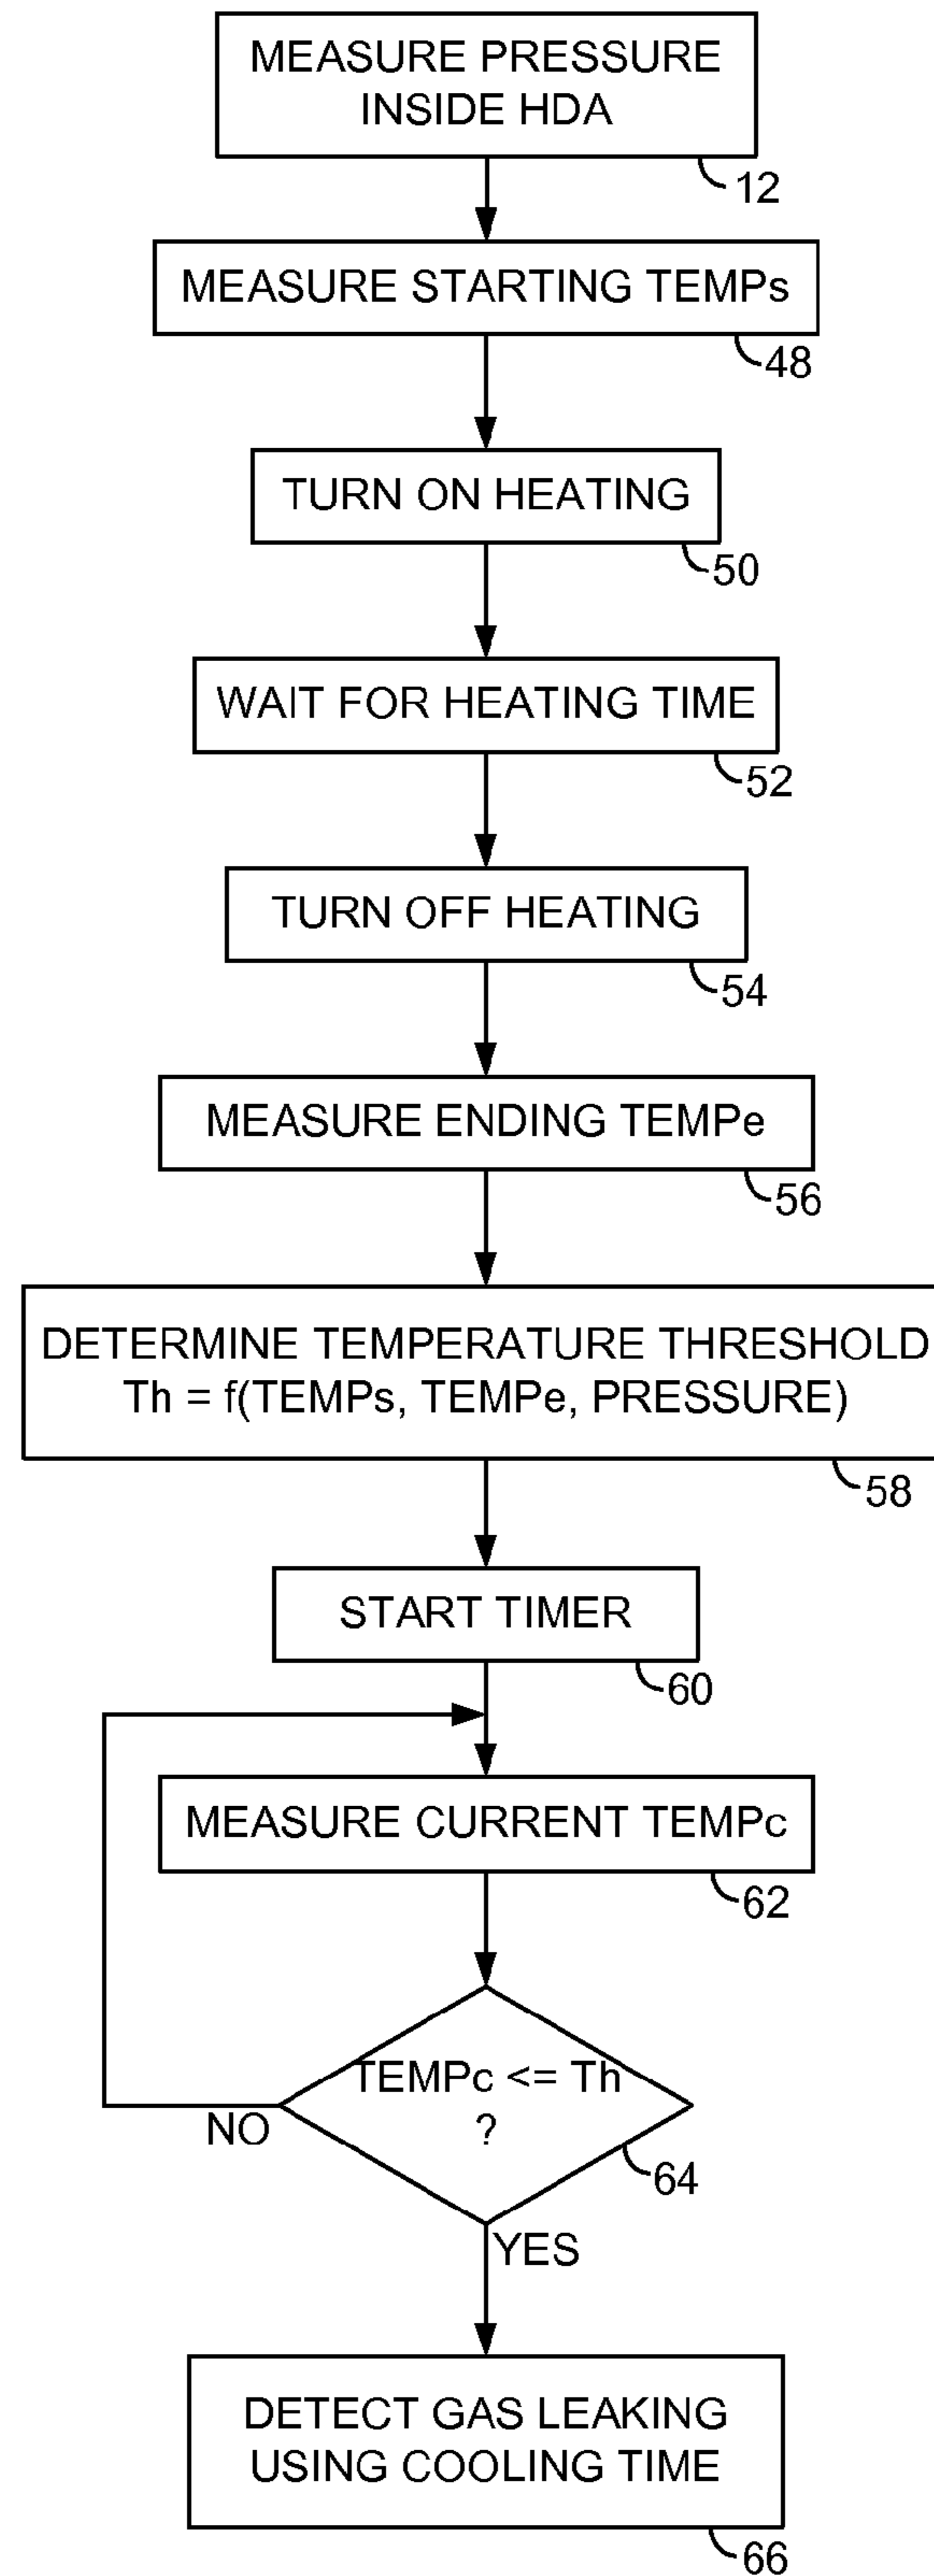 MEASURE PRESSURE
INSIDE HDA
12
MEASURE STARTING TEMPs
48
TURN ON HEATING
50
WAIT FOR HEATING TIME
52
TURN OFF HEATING
54
MEASURE ENDING TEMPe
56
DETERMINE TEMPERATURE THRESHOLD
Th = f(TEMPs, TEMPe, PRESSURE)
58
START TIMER
60
MEASURE CURRENT TEMPc
62
TEMPc <= Th
?
NO
64
YES
DETECT GAS LEAKING
USING COOLING TIME
66